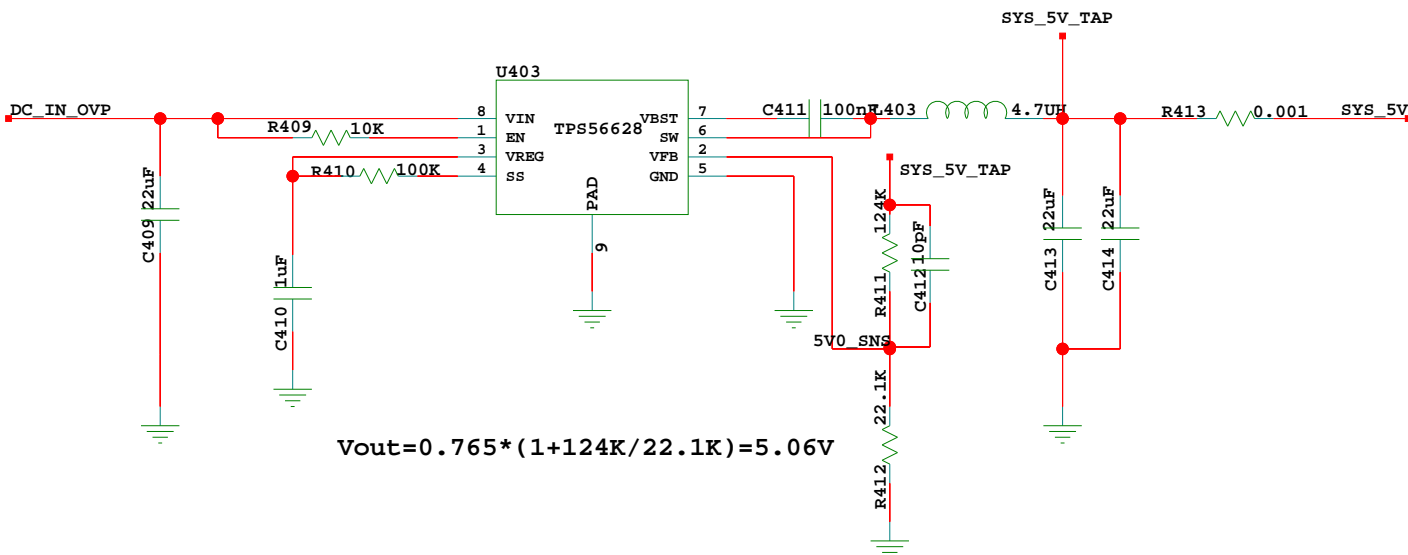 SYS_5V_TAP
U403
DC_IN_OVP
8 VIN VBST 7
C411 100nF
L403 4.7UH
R413 0.001 SYS_5V
R409 10K
1 EN TPS56628 SW 6
3 VREG VFB 2
R410 100K
4 SS GND 5
SYS_5V_TAP
PAD
9
C409 22uF
C410 1uF
R411 124K
C412 10pF
C413 22uF
C414 22uF
5V0_SNS
R412 22.1K
Vout=0.765*(1+124K/22.1K)=5.06V